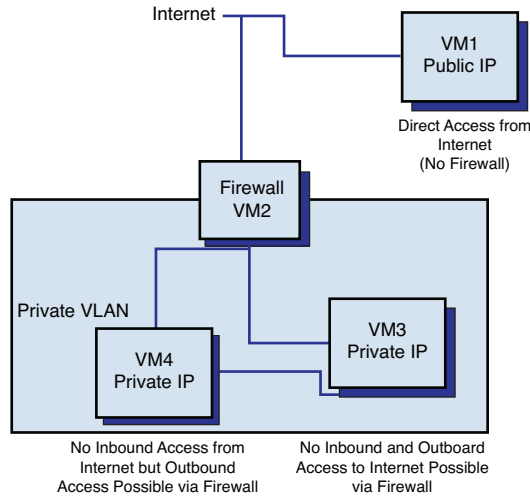 Internet
VM1
Public IP
Direct Access from
Internet
(No Firewall)
Firewall
VM2
Private VLAN
VM3
Private IP
VM4
Private IP
No Inbound Access from
Internet but Outbound
Access Possible via Firewall
No Inbound and Outboard
Access to Internet Possible
via Firewall